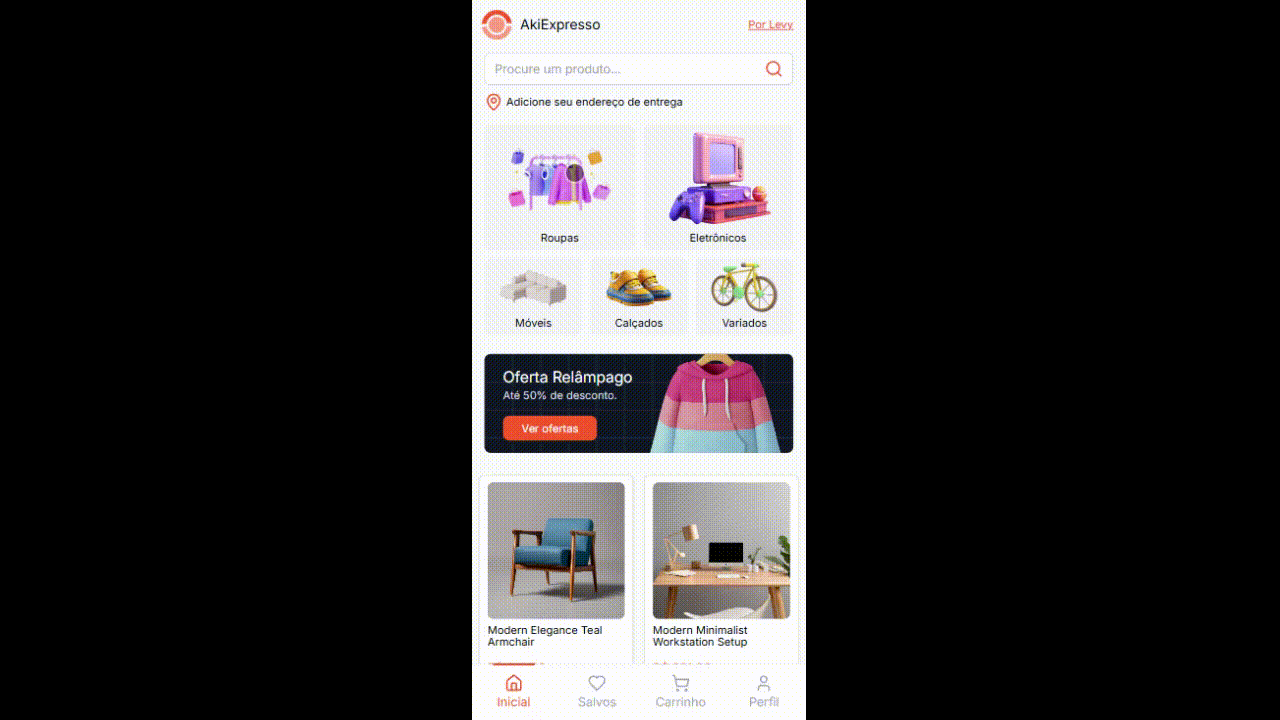 AkiExpresso
Por Levy
Procure um produto...
Adicione seu endereço de entrega
Roupas
Eletrônicos
Móveis
Calçados
Variados
Oferta Relâmpago
Até 50% de desconto.
Ver ofertas
Modern Elegance Teal
Armchair
Modern Minimalist
Workstation Setup
Inicial
Salvos
Carrinho
Perfil